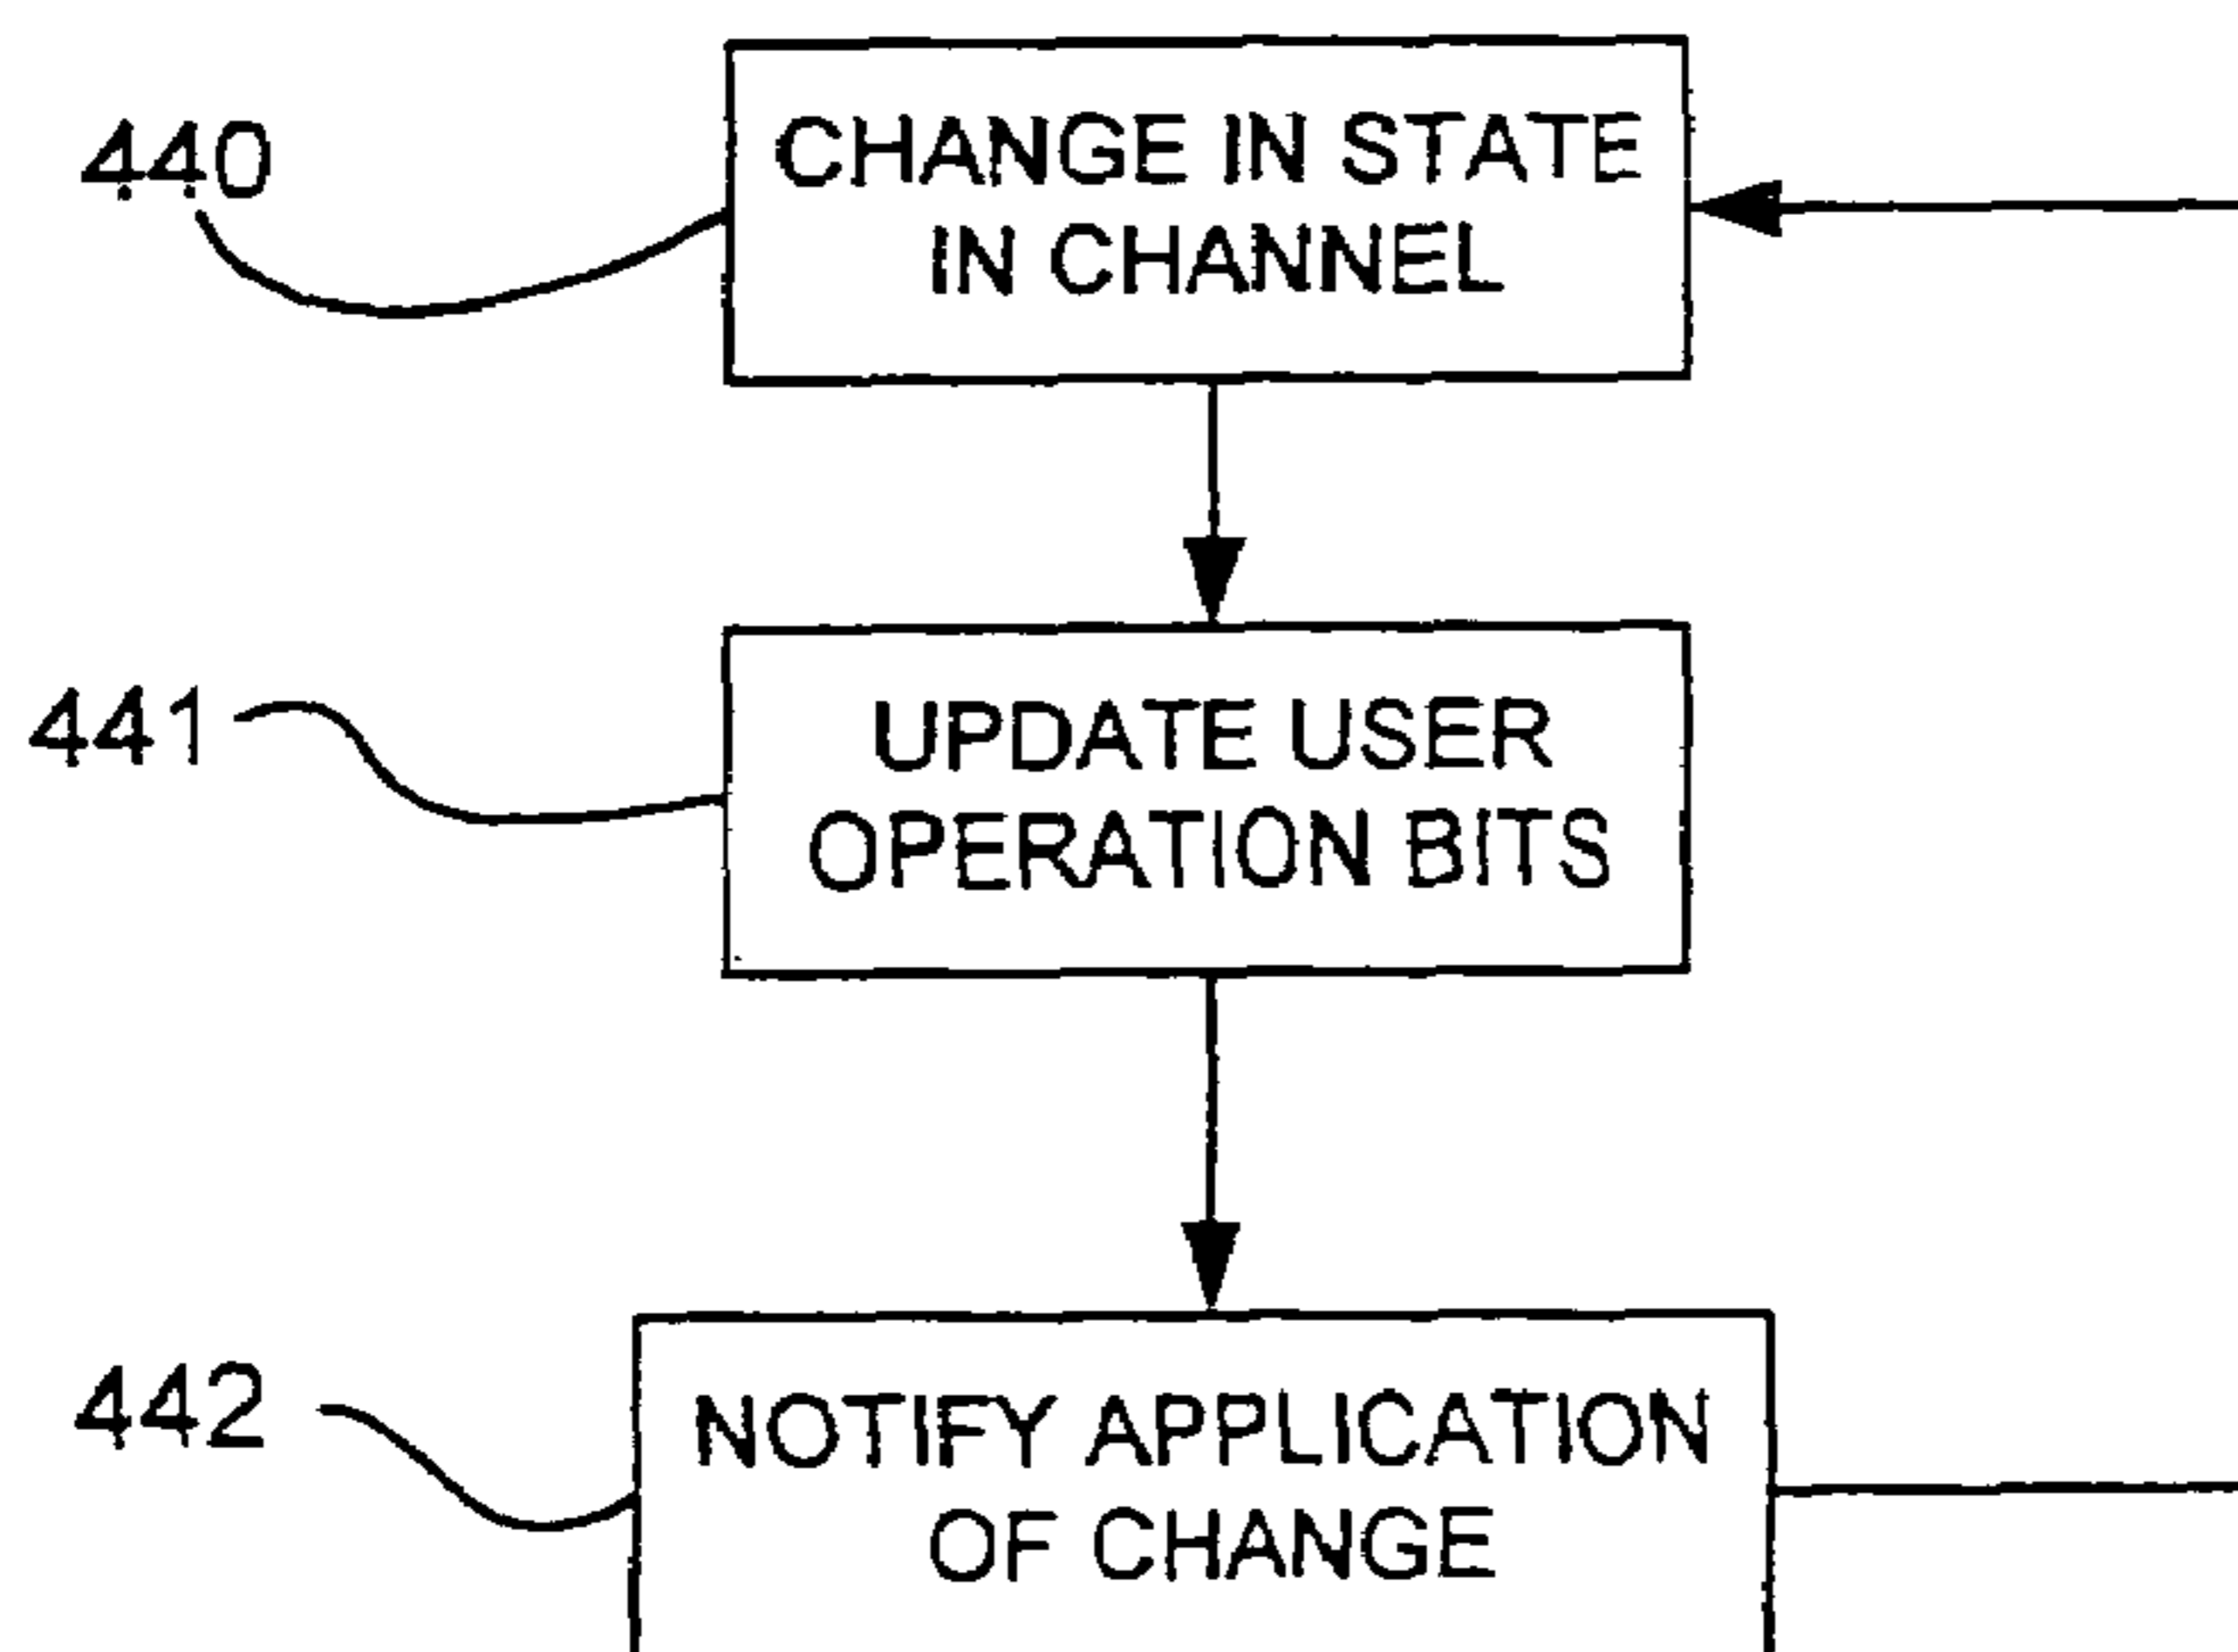 440
CHANGE IN STATE
IN CHANNEL
441
UPDATE USER
OPERATION BITS
442
NOTIFY APPLICATION
OF CHANGE